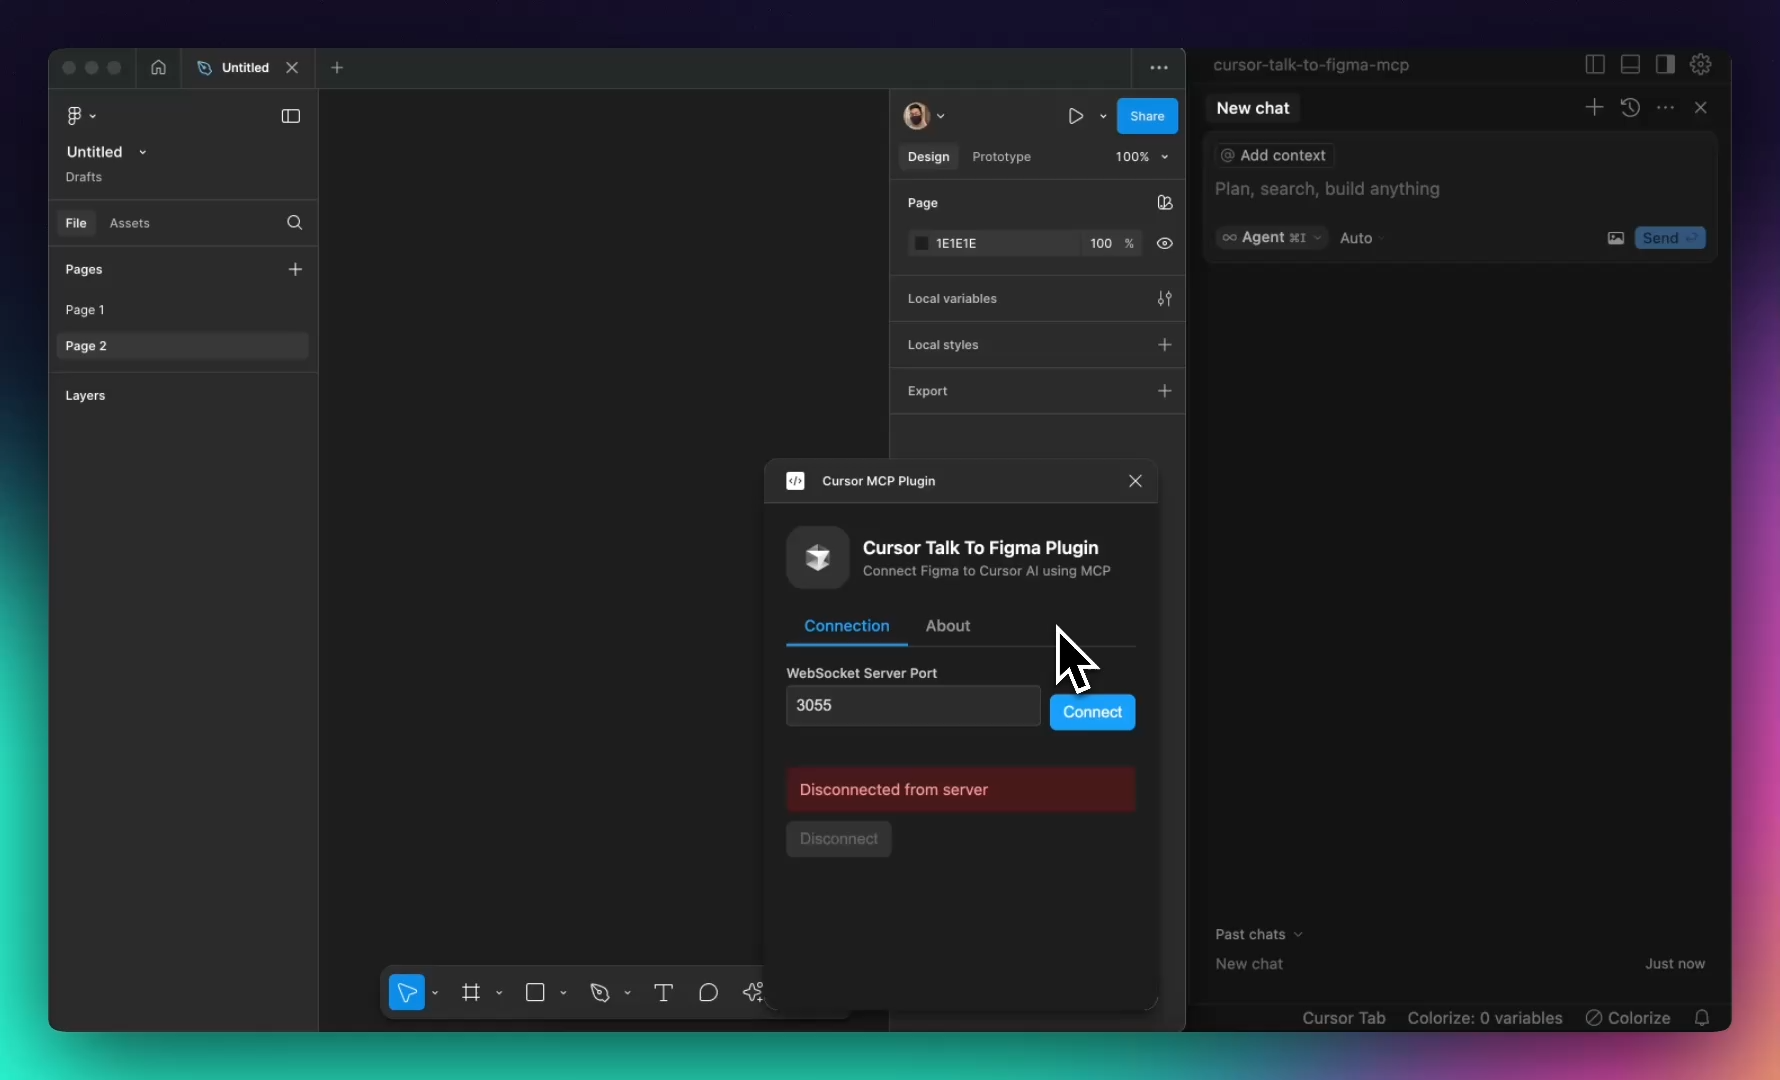 Untitled
Untitled
Drafts
File
Assets
Pages
Page 1
Page 2
Layers
Share
Design
Prototype
100%
Page
1E1E1E
100
%
Local variables
Local styles
Export
Cursor MCP Plugin
Cursor Talk To Figma Plugin
Connect Figma to Cursor AI using MCP
Connection
About
WebSocket Server Port
3055
Connect
Disconnected from server
Disconnect
cursor-talk-to-figma-mcp
New chat
@ Add context
Plan, search, build anything
∞ Agent ⌘I
Auto
Send
Past chats
New chat
Just now
Cursor Tab
Colorize: 0 variables
Colorize